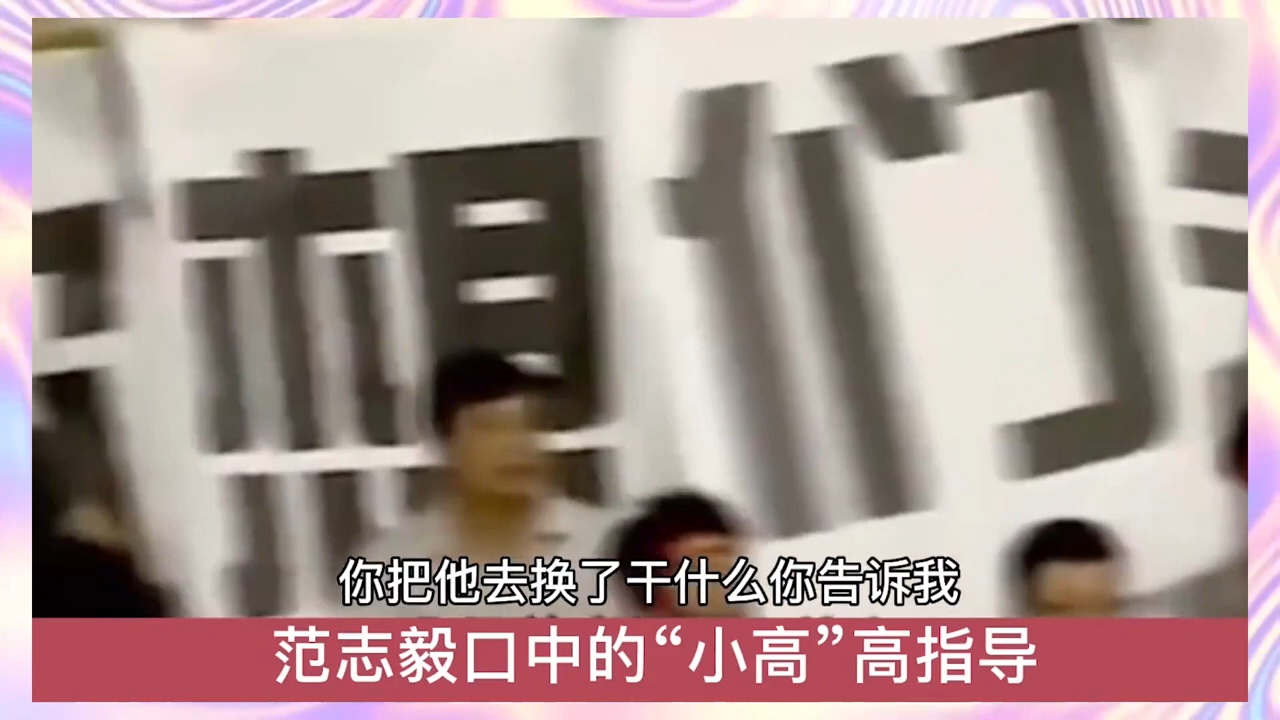 想们
你把他去换了干什么你告诉我
范志毅口中的“小高”高指导